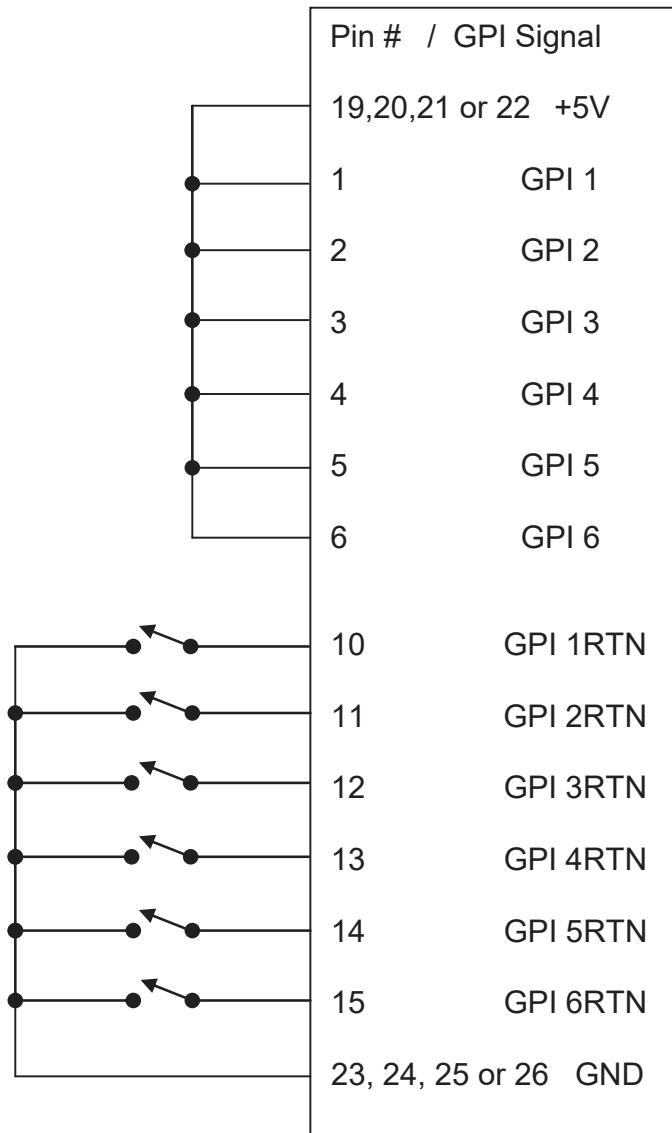 Pin # / GPI Signal
19,20,21 or 22 +5V
1 GPI 1
2 GPI 2
3 GPI 3
4 GPI 4
5 GPI 5
6 GPI 6
10 GPI 1RTN
11 GPI 2RTN
12 GPI 3RTN
13 GPI 4RTN
14 GPI 5RTN
15 GPI 6RTN
23, 24, 25 or 26 GND